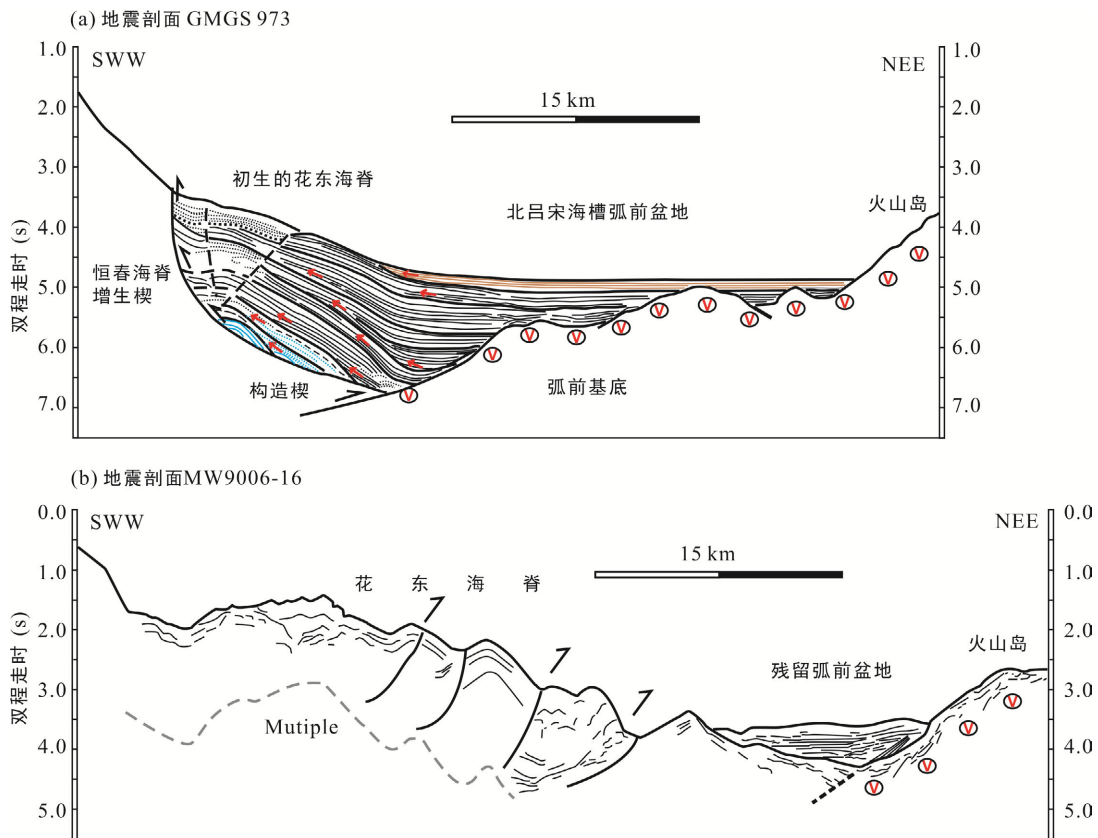 (a) 地震剖面 GMGS 973
1.0 SWW NEE 1.0
15 km
2.0 2.0
3.0 初生的花东海脊 3.0
火山岛
北吕宋海槽弧前盆地
4.0 4.0
双程走时 (s)
恒春海脊
增生楔
5.0 5.0
V V V V V V V V V V V V
6.0 6.0
构造楔 弧前基底
7.0 7.0
(b) 地震剖面MW9006-16
0.0 SWW NEE 0.0
15 km
1.0 花 东 海 脊 1.0
2.0 2.0
双程走时 (s)
火山岛
残留弧前盆地
3.0 3.0
Mutiple
4.0 4.0
V V V V
5.0 5.0